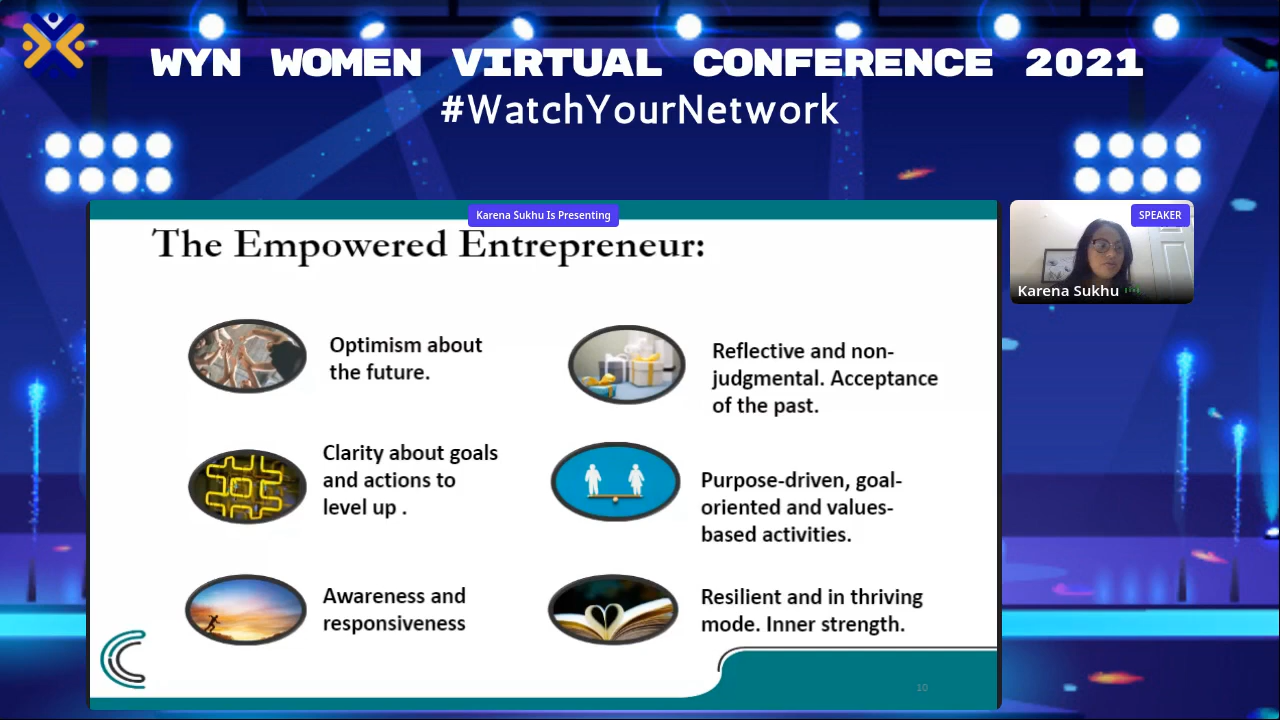 WYN WOMEN VIRTUAL CONFERENCE 2021
#WatchYourNetwork
Karena Sukhu Is Presenting
SPEAKER
Karena Sukhu
The Empowered Entrepreneur:
Optimism about
the future.
Reflective and non-
judgmental. Acceptance
of the past.
Clarity about goals
and actions to
level up .
Purpose-driven, goal-
oriented and values-
based activities.
Awareness and
responsiveness
Resilient and in thriving
mode. Inner strength.
10